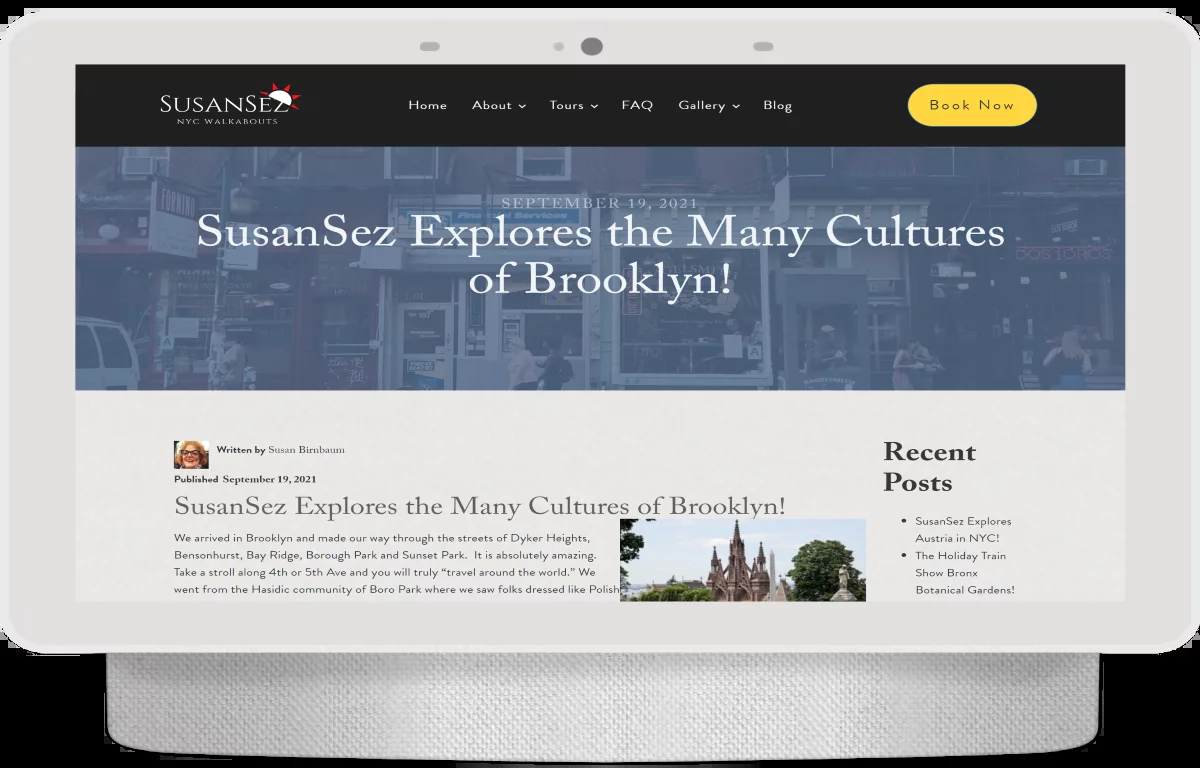 SUSANSEZ
NYC WALKABOUTS
Home About Tours FAQ Gallery Blog
Book Now
SEPTEMBER 19, 2021
SusanSez Explores the Many Cultures
of Brooklyn!
FORNINO
Financial Services
DOS TOROS
Written by Susan Birnbaum
Published September 19, 2021
SusanSez Explores the Many Cultures of Brooklyn!
We arrived in Brooklyn and made our way through the streets of Dyker Heights,
Bensonhurst, Bay Ridge, Borough Park and Sunset Park. It is absolutely amazing.
Take a stroll along 4th or 5th Ave and you will truly “travel around the world.” We
went from the Hasidic community of Boro Park where we saw folks dressed like Polish
Recent
Posts
• SusanSez Explores
Austria in NYC!
• The Holiday Train
Show Bronx
Botanical Gardens!